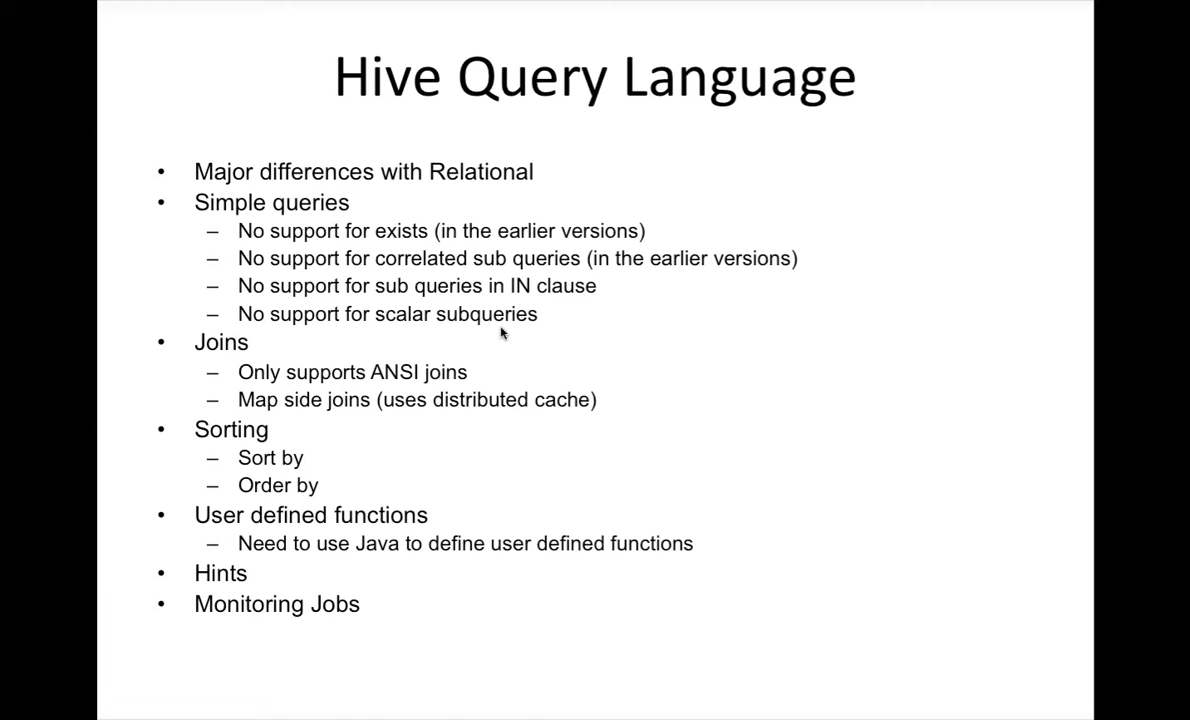 Hive Query Language
• Major differences with Relational
• Simple queries
– No support for exists (in the earlier versions)
– No support for correlated sub queries (in the earlier versions)
– No support for sub queries in IN clause
– No support for scalar subqueries
• Joins
– Only supports ANSI joins
– Map side joins (uses distributed cache)
• Sorting
– Sort by
– Order by
• User defined functions
– Need to use Java to define user defined functions
• Hints
• Monitoring Jobs